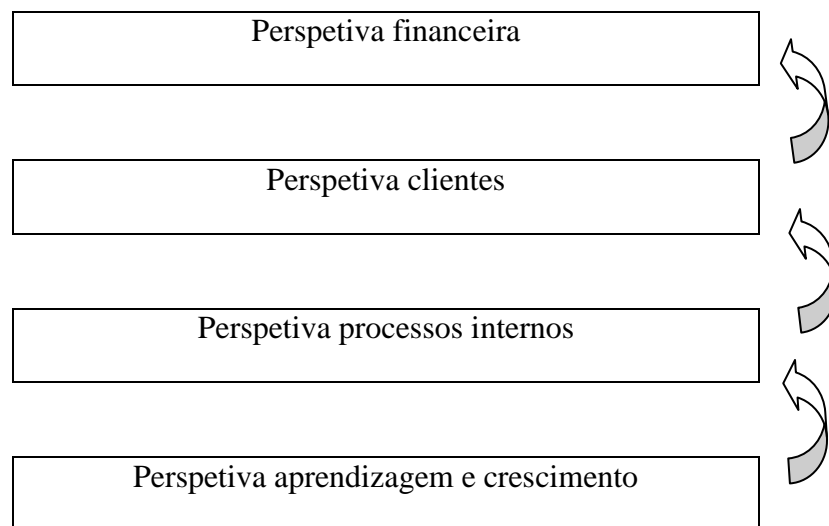 Perspetiva financeira
Perspetiva clientes
Perspetiva processos internos
Perspetiva aprendizagem e crescimento